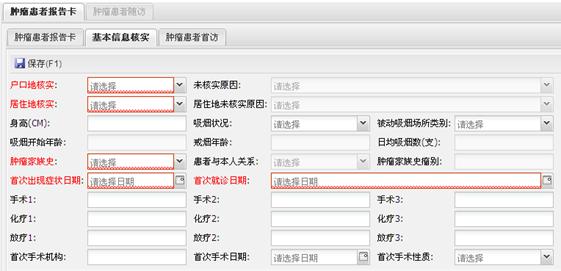 肿瘤患者报告卡 肿瘤患者随访
肿瘤患者报告卡 基本信息核实 肿瘤患者首访
保存(F1)
户口地核实: 请选择 未核实原因: 请选择
居住地核实: 请选择 居住地未核实原因: 请选择
身高(CM): 吸烟状况: 请选择 被动吸烟场所类别: 请选择
吸烟开始年龄: 戒烟年龄: 日均吸烟数(支):
肿瘤家族史: 请选择 患者与本人关系: 请选择 肿瘤家族史瘤别:
首次出现症状日期: 请选择日期 首次就诊日期: 请选择日期
手术1: 手术2: 手术3:
化疗1: 化疗2: 化疗3:
放疗1: 放疗2: 放疗3:
首次手术机构: 首次手术日期: 请选择日期 首次手术性质: 请选择